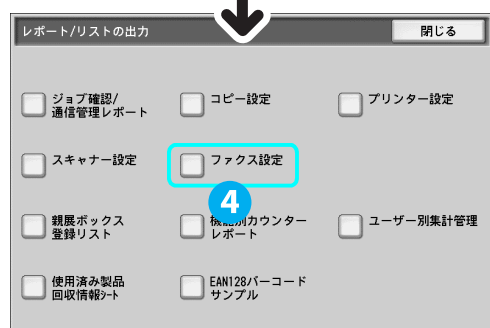 レポート/リストの出力
閉じる
ジョブ確認/
通信管理レポート
コピー設定
プリンター設定
スキャナー設定
ファクス設定
4
親展ボックス
登録リスト
カウンター
レポート
ユーザー別集計管理
使用済み製品
回収情報シート
EAN128バーコード
サンプル